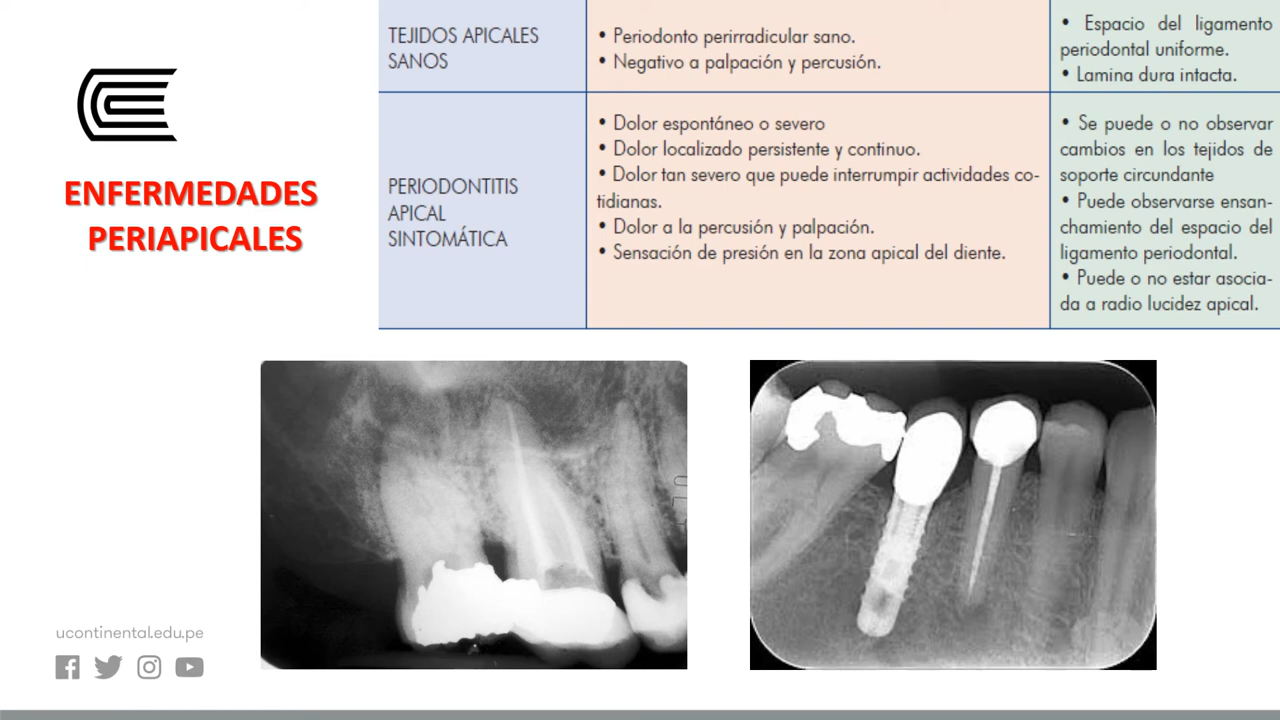 ENFERMEDADES
PERIAPICALES
TEJIDOS APICALES
SANOS
• Periodonto perirradicular sano.
• Negativo a palpación y percusión.
• Espacio del ligamento
periodontal uniforme.
• Lamina dura intacta.
PERIODONTITIS
APICAL
SINTOMÁTICA
• Dolor espontáneo o severo
• Dolor localizado persistente y continuo.
• Dolor tan severo que puede interrumpir actividades co-
tidianas.
• Dolor a la percusión y palpación.
• Sensación de presión en la zona apical del diente.
• Se puede o no observar
cambios en los tejidos de
soporte circundante
• Puede observarse ensan-
chamiento del espacio del
ligamento periodontal.
• Puede o no estar asocia-
da a radio lucidez apical.
ucontinental.edu.pe